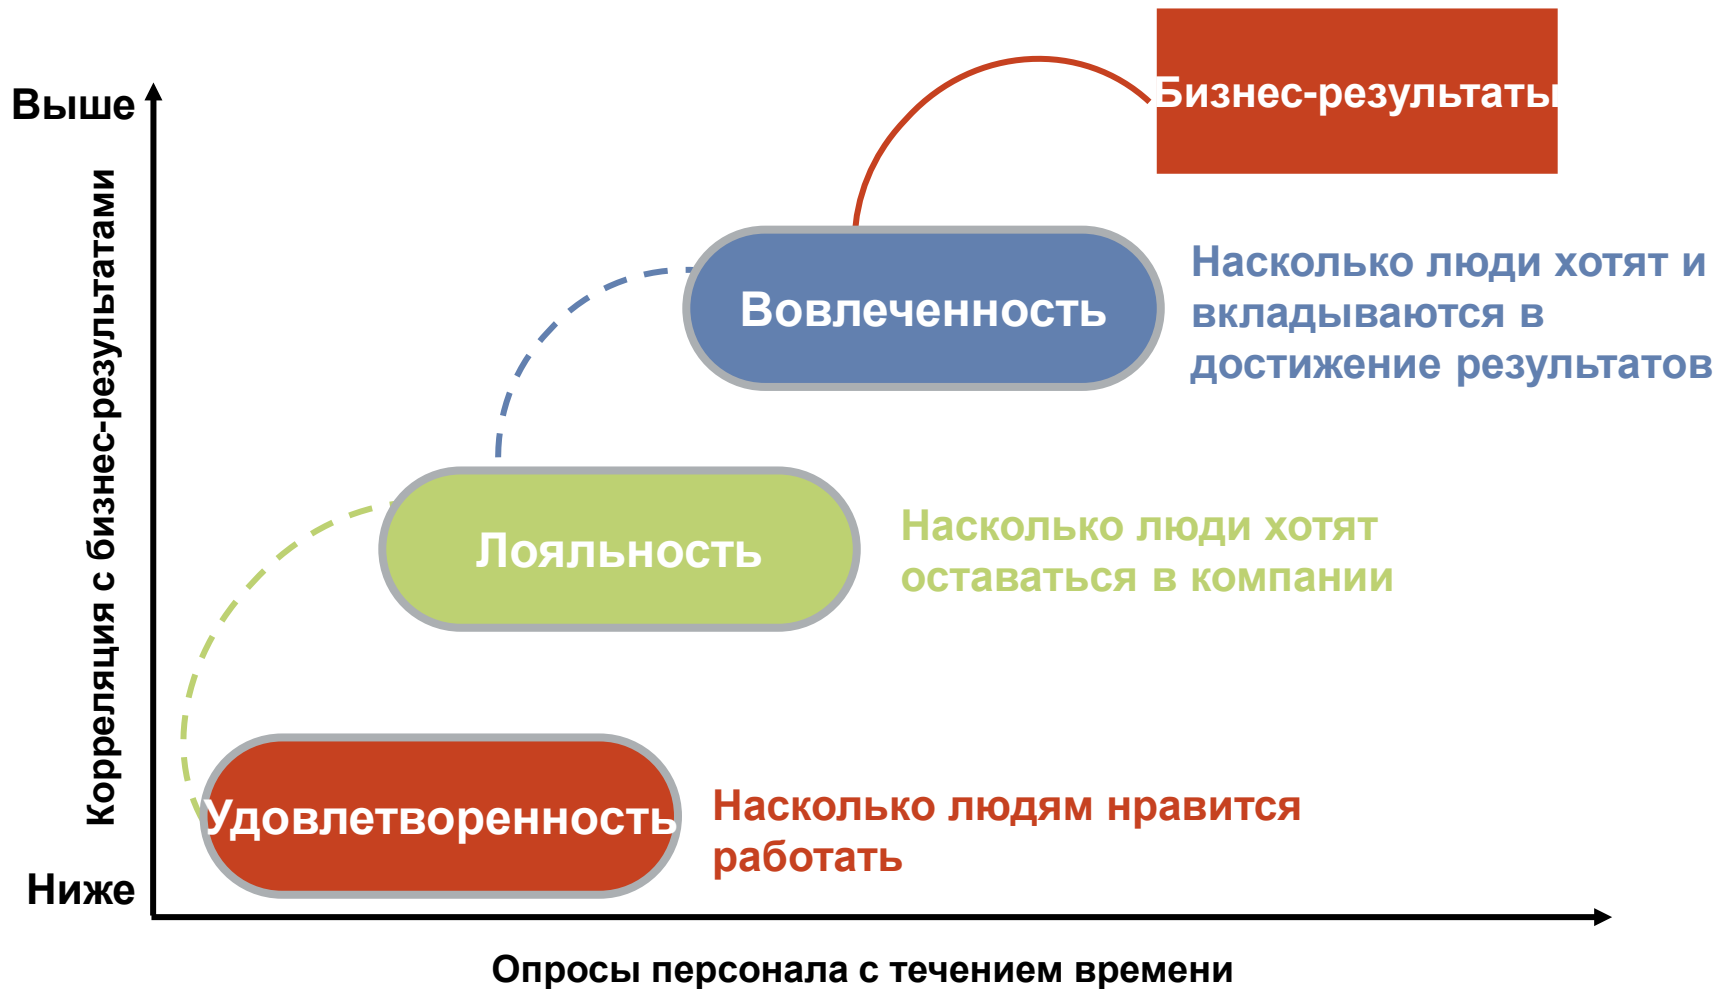 Бизнес-результаты
Выше
Корреляция с бизнес-результатами
Вовлеченность
Насколько люди хотят и
вкладываются в
достижение результатов
Лояльность
Насколько люди хотят
оставаться в компании
Удовлетворенность
Насколько людям нравится
работать
Ниже
Опросы персонала с течением времени